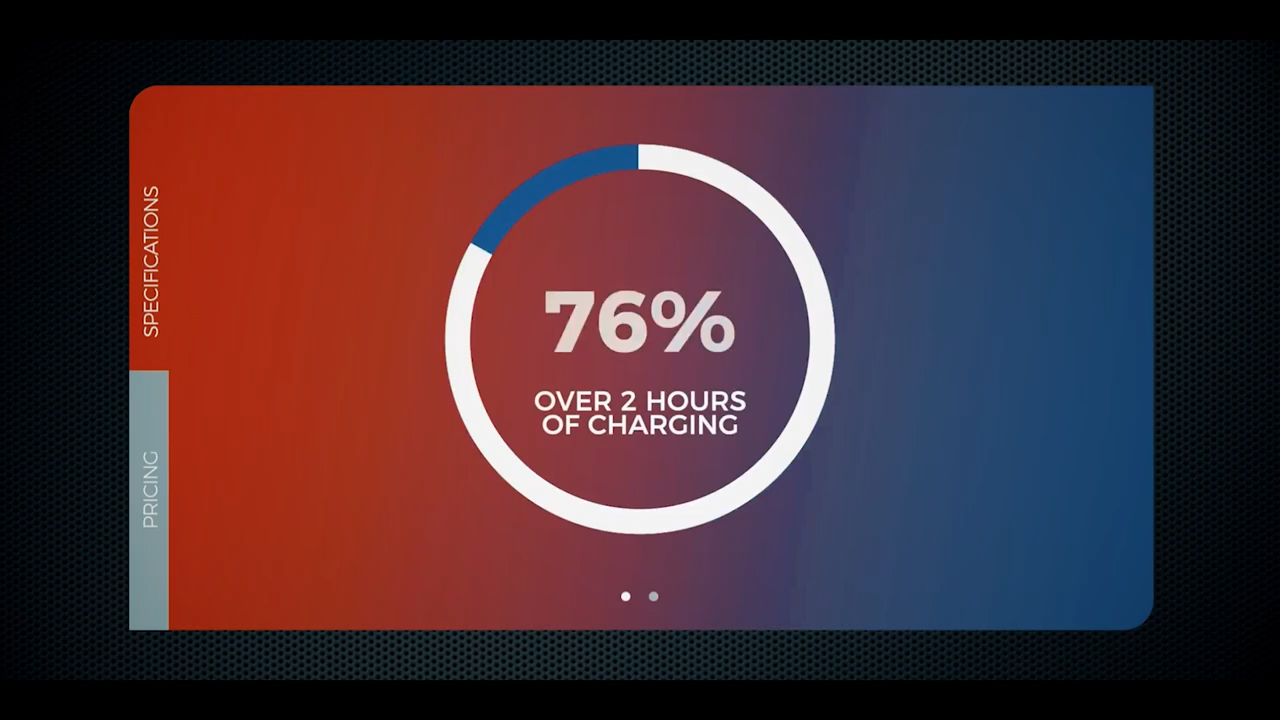 SPECIFICATIONS
PRICING
76%
OVER 2 HOURS
OF CHARGING